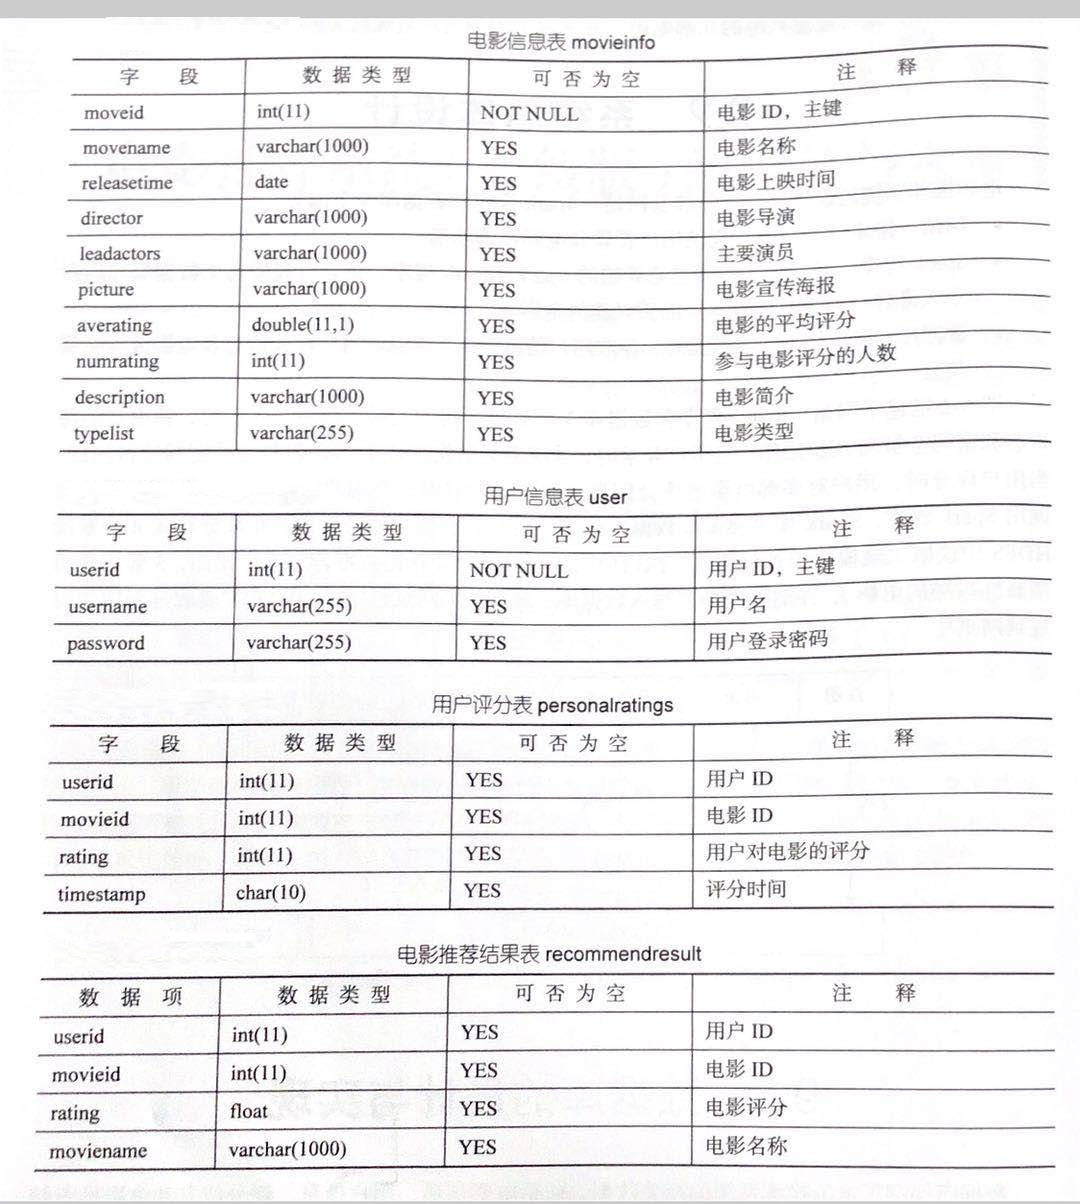 电影信息表 movieinfo
字 段 数据类型 可否为空 注 释
moveid int(11) NOT NULL 电影 ID，主键
movename varchar(1000) YES 电影名称
releasetime date YES 电影上映时间
director varchar(1000) YES 电影导演
leadactors varchar(1000) YES 主要演员
picture varchar(1000) YES 电影宣传海报
averating double(11,1) YES 电影的平均评分
numrating int(11) YES 参与电影评分的人数
description varchar(1000) YES 电影简介
typelist varchar(255) YES 电影类型
用户信息表 user
字 段 数据类型 可否为空 注 释
userid int(11) NOT NULL 用户 ID，主键
username varchar(255) YES 用户名
password varchar(255) YES 用户登录密码
用户评分表 personalratings
字 段 数据类型 可否为空 注 释
userid int(11) YES 用户 ID
movieid int(11) YES 电影 ID
rating int(11) YES 用户对电影的评分
timestamp char(10) YES 评分时间
电影推荐结果表 recommendresult
数 据 项 数据类型 可否为空 注 释
userid int(11) YES 用户 ID
movieid int(11) YES 电影 ID
rating float YES 电影评分
moviename varchar(1000) YES 电影名称